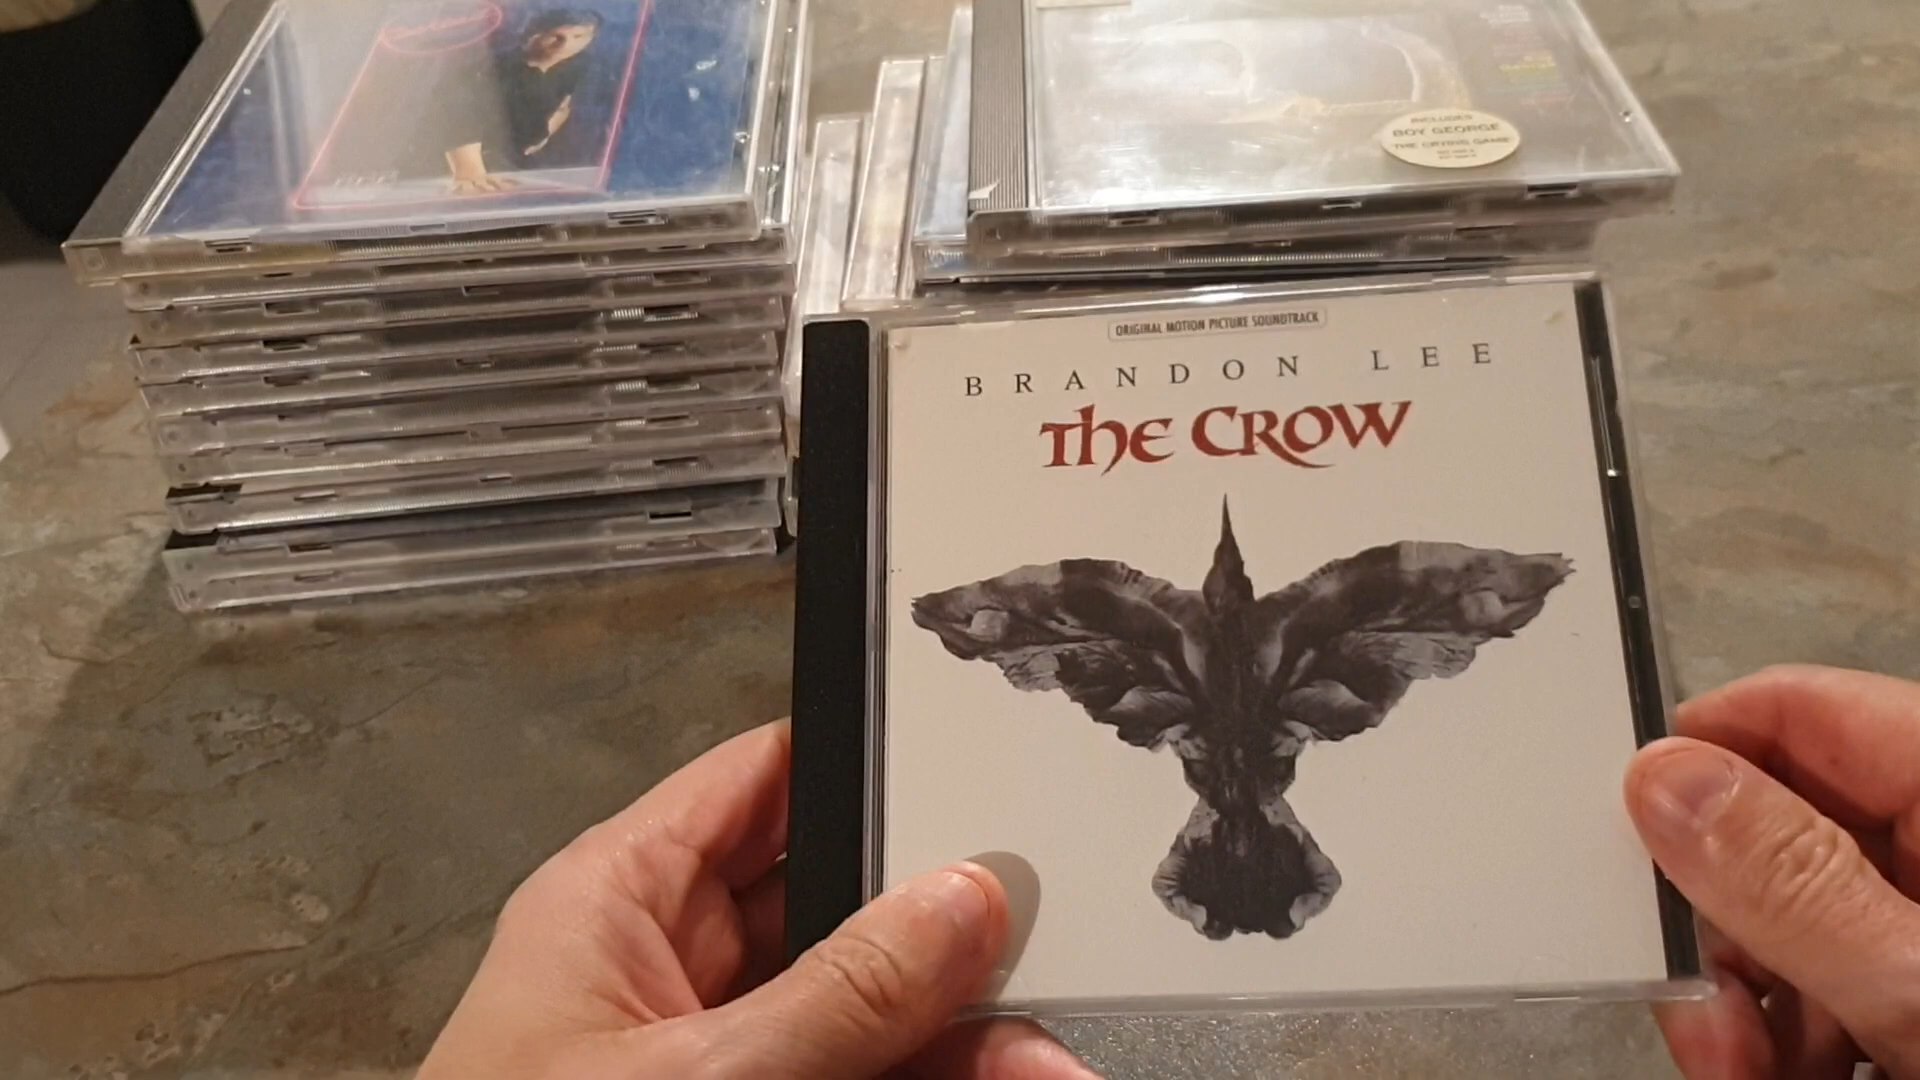 INCLUDES
BOY GEORGE
THE CRYING GAME
ORIGINAL MOTION PICTURE SOUNDTRACK
BRANDON LEE
THE CROW